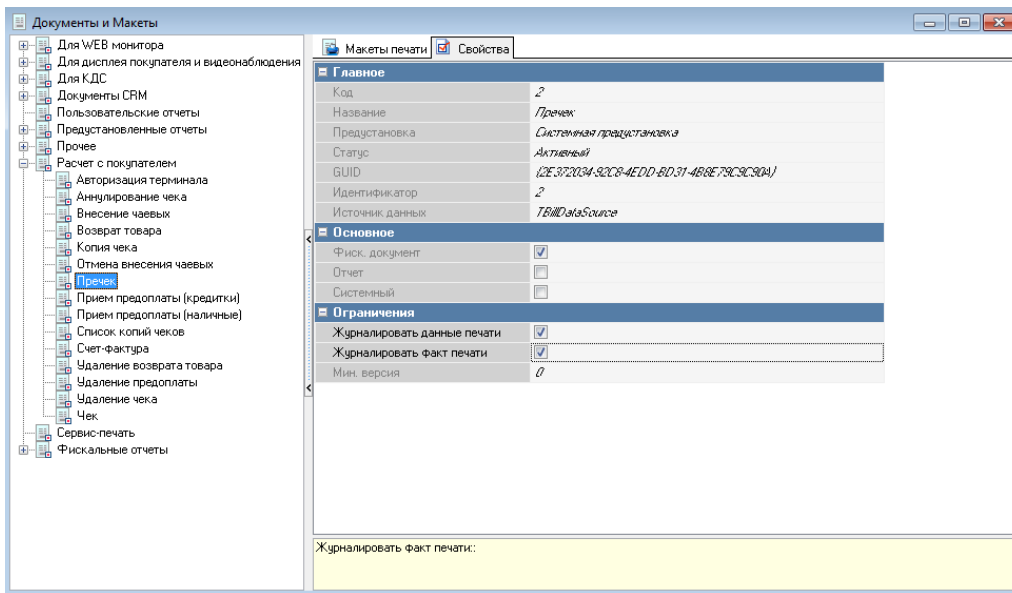 Документы и Макеты
Для WEB монитора
Для дисплея покупателя и видеонаблюдения
Для КДС
Документы CRM
Пользовательские отчеты
Предустановленные отчеты
Прочее
Расчет с покупателем
Авторизация терминала
Аннулирование чека
Внесение чаевых
Возврат товара
Копия чека
Отмена внесения чаевых
Пречек
Прием предоплаты (кредитки)
Прием предоплаты (наличные)
Список копий чеков
Счет-фактура
Удаление возврата товара
Удаление предоплаты
Удаление чека
Чек
Сервис-печать
Фискальные отчеты
Макеты печати Свойства
Главное
Код 2
Название Пречек
Предустановка Системная предустановка
Статус Активный
GUID {2E372034-92C8-4EDD-BD31-4B8E79C9C90A}
Идентификатор 2
Источник данных TBillDataSource
Основное
Фиск. документ
Отчет
Системный
Ограничения
Журналировать данные печати
Журналировать факт печати
Мин. версия 0
Журналировать факт печати::